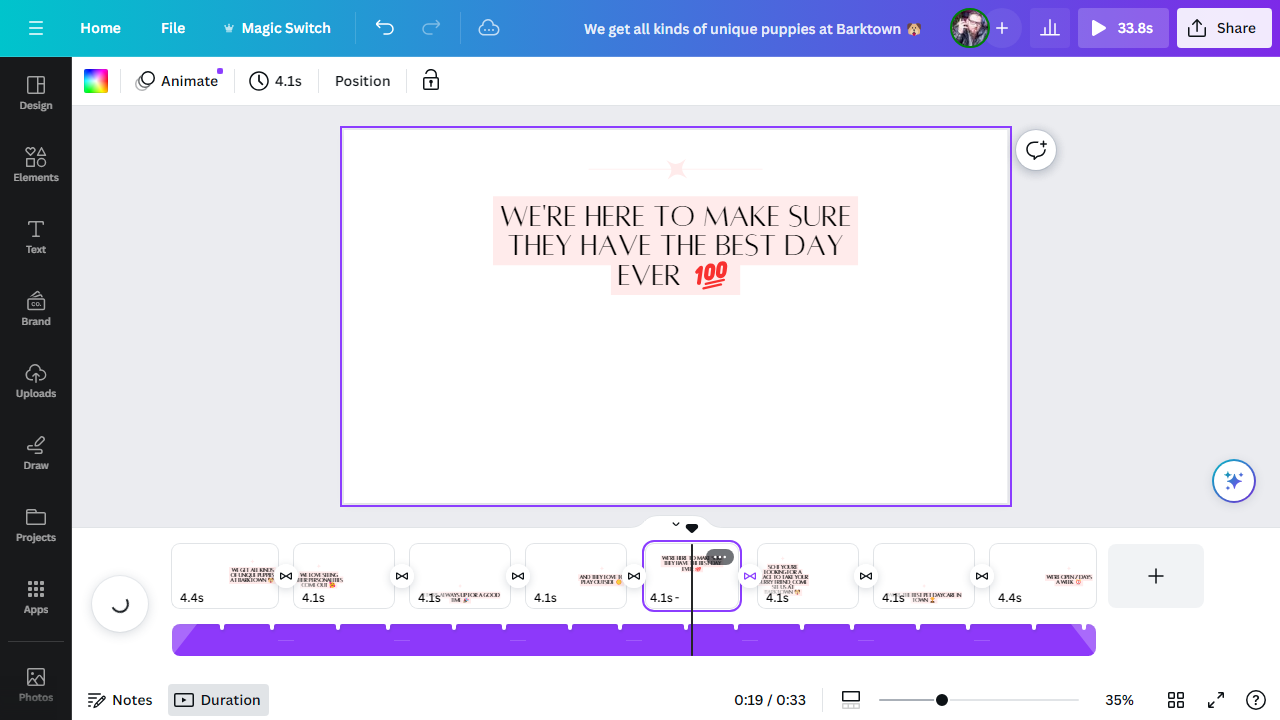 Home
File
Magic Switch
We get all kinds of unique puppies at Barktown 🐶
33.8s
Share
Design
Elements
Text
CO.
Brand
Uploads
Draw
Projects
Apps
Photos
Animate
4.1s
Position
WE'RE HERE TO MAKE SURE
THEY HAVE THE BEST DAY
EVER 💯
WE GET ALL KINDS
OF UNIQUE PUPPIES
AT BARKTOWN
4.4s
WE LOVE SEEING
THEIR PERSONALITIES
COME OUT
4.1s
ALWAYS UP FOR A GOOD
TIME
4.1s
AND THEY LOVE TO
PLAY OUTSIDE
4.1s
WE'RE HERE TO MAKE SURE
THEY HAVE THE BEST DAY
EVER
4.1s -
SO IF YOU'RE
LOOKING FOR A
PLACE TO TAKE YOUR
FURRY FRIEND, COME
SEE US AT
BARKTOWN
4.1s
BEST PET DAYCARE IN
TOWN
4.1s
WE'RE OPEN 7 DAYS
A WEEK
4.4s
Notes
Duration
0:19 / 0:33
35%